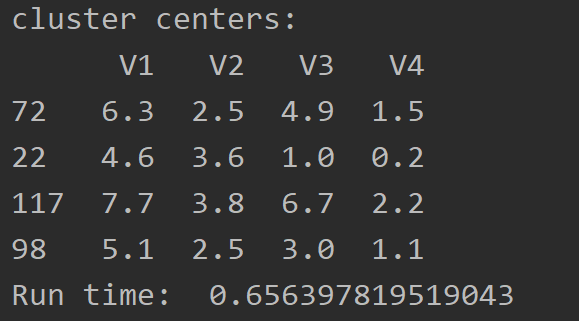 cluster centers:
V1 V2 V3 V4
72 6.3 2.5 4.9 1.5
22 4.6 3.6 1.0 0.2
117 7.7 3.8 6.7 2.2
98 5.1 2.5 3.0 1.1
Run time: 0.656397819519043